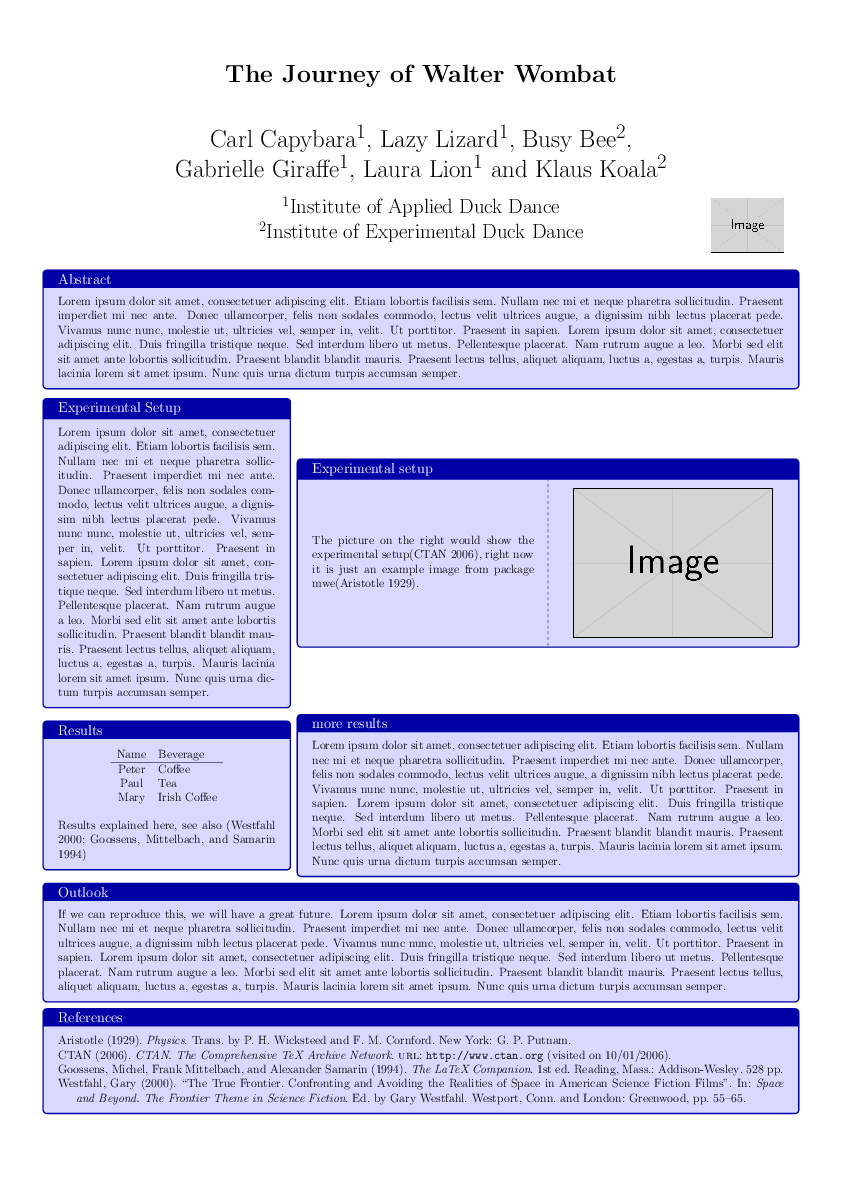 The Journey of Walter Wombat
Carl Capybara1, Lazy Lizard1, Busy Bee2,
Gabrielle Giraffe1, Laura Lion1 and Klaus Koala2
1Institute of Applied Duck Dance
2Institute of Experimental Duck Dance
Image
Abstract
Lorem ipsum dolor sit amet, consectetuer adipiscing elit. Etiam lobortis facilisis sem. Nullam nec mi et neque pharetra sollicitudin. Praesent
imperdiet mi nec ante. Donec ullamcorper, felis non sodales commodo, lectus velit ultrices augue, a dignissim nibh lectus placerat pede.
Vivamus nunc nunc, molestie ut, ultricies vel, semper in, velit. Ut porttitor. Praesent in sapien. Lorem ipsum dolor sit amet, consectetuer
adipiscing elit. Duis fringilla tristique neque. Sed interdum libero ut metus. Pellentesque placerat. Nam rutrum augue a leo. Morbi sed elit
sit amet ante lobortis sollicitudin. Praesent blandit blandit mauris. Praesent lectus tellus, aliquet aliquam, luctus a, egestas a, turpis. Mauris
lacinia lorem sit amet ipsum. Nunc quis urna dictum turpis accumsan semper.
Experimental Setup
Lorem ipsum dolor sit amet, consectetuer
adipiscing elit. Etiam lobortis facilisis sem.
Nullam nec mi et neque pharetra sollic-
itudin. Praesent imperdiet mi nec ante.
Donec ullamcorper, felis non sodales com-
modo, lectus velit ultrices augue, a dignis-
sim nibh lectus placerat pede. Vivamus
nunc nunc, molestie ut, ultricies vel, sem-
per in, velit. Ut porttitor. Praesent in
sapien. Lorem ipsum dolor sit amet, con-
sectetuer adipiscing elit. Duis fringilla tris-
tique neque. Sed interdum libero ut metus.
Pellentesque placerat. Nam rutrum augue
a leo. Morbi sed elit sit amet ante lobortis
sollicitudin. Praesent blandit blandit mau-
ris. Praesent lectus tellus, aliquet aliquam,
luctus a, egestas a, turpis. Mauris lacinia
lorem sit amet ipsum. Nunc quis urna dic-
tum turpis accumsan semper.
Experimental setup
The picture on the right would show the
experimental setup(CTAN 2006), right now
it is just an example image from package
mwe(Aristotle 1929).
Image
Results
Name Beverage
Peter Coffee
Paul Tea
Mary Irish Coffee
Results explained here, see also (Westfahl
2000; Goossens, Mittelbach, and Samarin
1994)
more results
Lorem ipsum dolor sit amet, consectetuer adipiscing elit. Etiam lobortis facilisis sem. Nullam
nec mi et neque pharetra sollicitudin. Praesent imperdiet mi nec ante. Donec ullamcorper,
felis non sodales commodo, lectus velit ultrices augue, a dignissim nibh lectus placerat pede.
Vivamus nunc nunc, molestie ut, ultricies vel, semper in, velit. Ut porttitor. Praesent in
sapien. Lorem ipsum dolor sit amet, consectetuer adipiscing elit. Duis fringilla tristique
neque. Sed interdum libero ut metus. Pellentesque placerat. Nam rutrum augue a leo.
Morbi sed elit sit amet ante lobortis sollicitudin. Praesent blandit blandit mauris. Praesent
lectus tellus, aliquet aliquam, luctus a, egestas a, turpis. Mauris lacinia lorem sit amet ipsum.
Nunc quis urna dictum turpis accumsan semper.
Outlook
If we can reproduce this, we will have a great future. Lorem ipsum dolor sit amet, consectetuer adipiscing elit. Etiam lobortis facilisis sem.
Nullam nec mi et neque pharetra sollicitudin. Praesent imperdiet mi nec ante. Donec ullamcorper, felis non sodales commodo, lectus velit
ultrices augue, a dignissim nibh lectus placerat pede. Vivamus nunc nunc, molestie ut, ultricies vel, semper in, velit. Ut porttitor. Praesent in
sapien. Lorem ipsum dolor sit amet, consectetuer adipiscing elit. Duis fringilla tristique neque. Sed interdum libero ut metus. Pellentesque
placerat. Nam rutrum augue a leo. Morbi sed elit sit amet ante lobortis sollicitudin. Praesent blandit blandit mauris. Praesent lectus tellus,
aliquet aliquam, luctus a, egestas a, turpis. Mauris lacinia lorem sit amet ipsum. Nunc quis urna dictum turpis accumsan semper.
References
Aristotle (1929). Physics. Trans. by P. H. Wicksteed and F. M. Cornford. New York: G. P. Putnam.
CTAN (2006). CTAN. The Comprehensive TeX Archive Network. URL: http://www.ctan.org (visited on 10/01/2006).
Goossens, Michel, Frank Mittelbach, and Alexander Samarin (1994). The LaTeX Companion. 1st ed. Reading, Mass.: Addison-Wesley. 528 pp.
Westfahl, Gary (2000). “The True Frontier. Confronting and Avoiding the Realities of Space in American Science Fiction Films”. In: Space
and Beyond. The Frontier Theme in Science Fiction. Ed. by Gary Westfahl. Westport, Conn. and London: Greenwood, pp. 55–65.